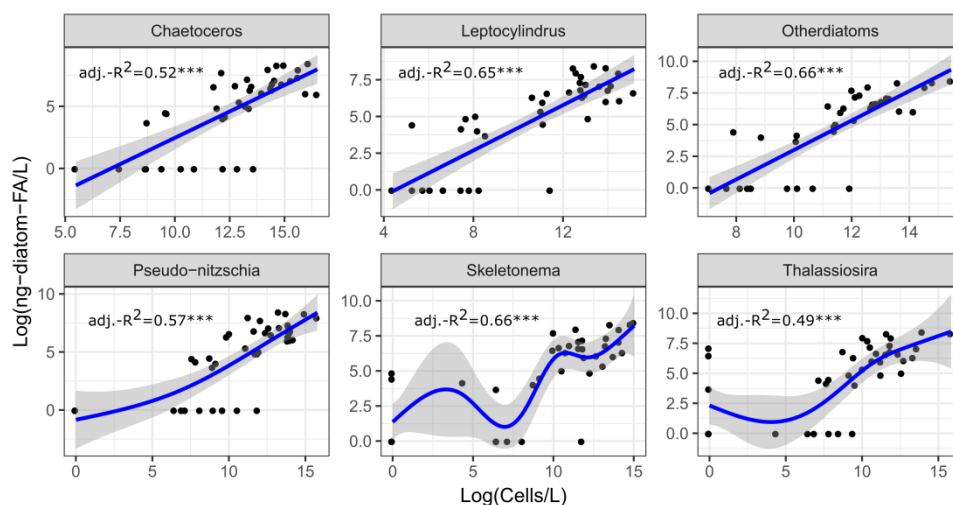 Chaetoceros
Leptocylindrus
Otherdiatoms
adj.-R²=0.52***
adj.-R²=0.65***
adj.-R²=0.66***
5
0
7.5
5.0
2.5
0.0
10.0
7.5
5.0
2.5
0.0
5.0 7.5 10.0 12.5 15.0
4 8 12
8 10 12 14
Log(ng-diatom-FA/L)
Pseudo-nitzschia
Skeletonema
Thalassiosira
adj.-R²=0.57***
adj.-R²=0.66***
adj.-R²=0.49***
10
5
0
10.0
7.5
5.0
2.5
0.0
10.0
7.5
5.0
2.5
0.0
0 5 10 15
0 5 10 15
0 5 10 15
Log(Cells/L)